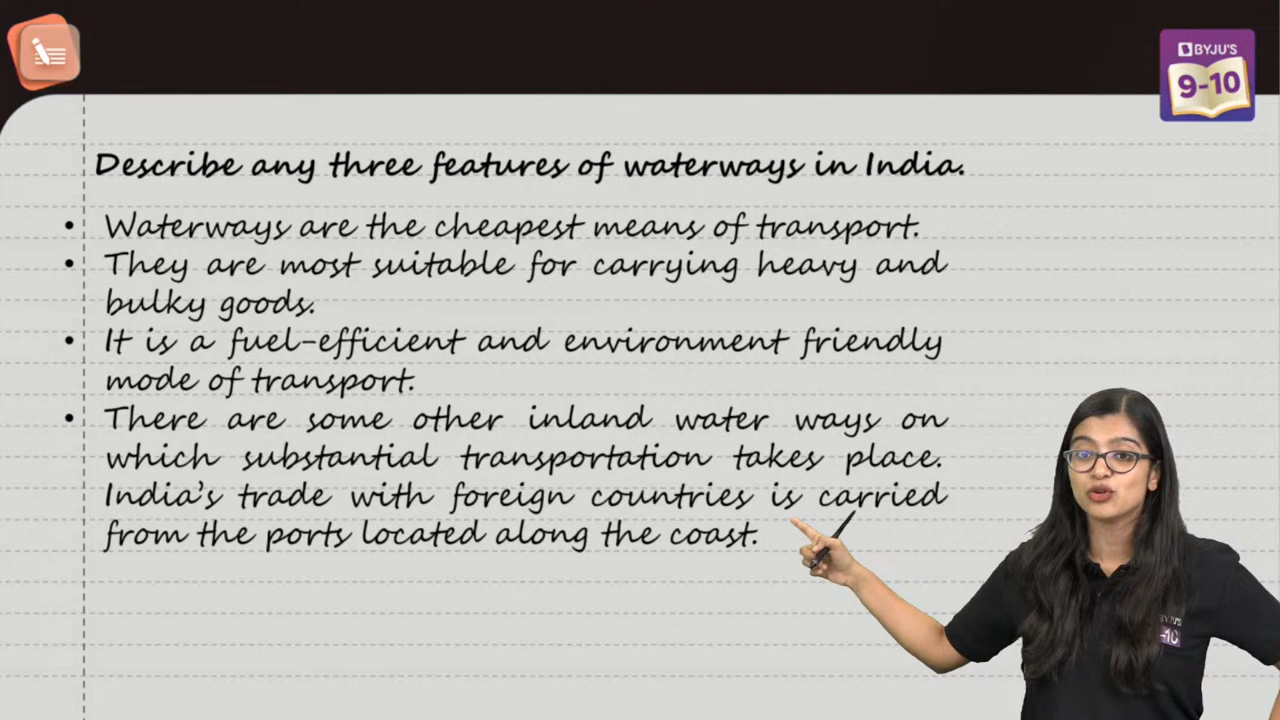 BYJU'S
9-10
Describe any three features of waterways in India.
• Waterways are the cheapest means of transport.
• They are most suitable for carrying heavy and
bulky goods.
• It is a fuel-efficient and environment friendly
mode of transport.
• There are some other inland water ways on
which substantial transportation takes place.
India's trade with foreign countries is carried
from the ports located along the coast.
BYJU'S
-10